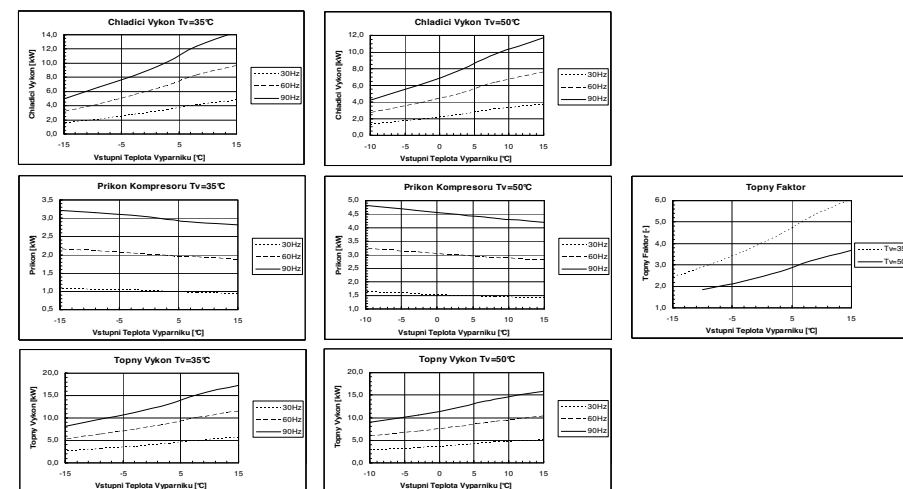 Chladici Vykon Tv=35°C
Chladici Vykon [kW]
14,0
12,0
10,0
8,0
6,0
4,0
2,0
0,0
-15 -5 5 15
Vstupni Teplota Vyparniku [°C]
30Hz
60Hz
90Hz
Chladici Vykon Tv=50°C
Chladici Vykon [kW]
12,0
10,0
8,0
6,0
4,0
2,0
0,0
-10 -5 0 5 10 15
Vstupni Teplota Vyparniku [°C]
30Hz
60Hz
90Hz
Prikon Kompresoru Tv=35°C
Prikon [kW]
3,5
3,0
2,5
2,0
1,5
1,0
0,5
-15 -5 5 15
Vstupni Teplota Vyparniku [°C]
30Hz
60Hz
90Hz
Prikon Kompresoru Tv=50°C
Prikon [kW]
5,0
4,5
4,0
3,5
3,0
2,5
2,0
1,5
1,0
-10 -5 0 5 10 15
Vstupni Teplota Vyparniku [°C]
30Hz
60Hz
90Hz
Topny Faktor
Topny Faktor [-]
6,0
5,0
4,0
3,0
2,0
1,0
-15 -5 5 15
Vstupni Teplota Vyparniku [°C]
Tv=35
Tv=50
Topny Vykon Tv=35°C
Topny Vykon [kW]
20,0
15,0
10,0
5,0
0,0
-15 -5 5 15
Vstupni Teplota Vyparniku [°C]
30Hz
60Hz
90Hz
Topny Vykon Tv=50°C
Topny Vykon [kW]
20,0
15,0
10,0
5,0
0,0
-10 -5 0 5 10 15
Vstupni Teplota Vyparniku [°C]
30Hz
60Hz
90Hz